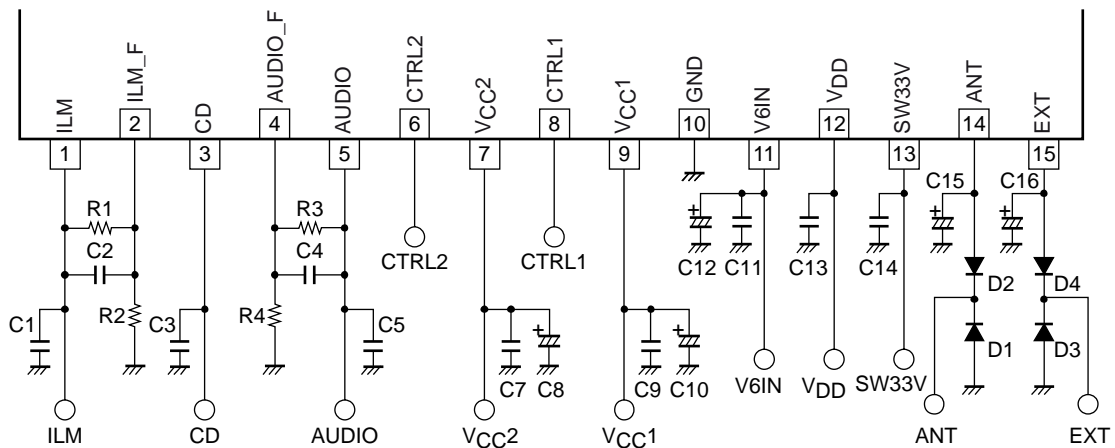 ILM
ILM_F
CD
AUDIO_F
AUDIO
CTRL2
VCC2
CTRL1
VCC1
GND
V6IN
VDD
SW33V
ANT
EXT
1
2
3
4
5
6
7
8
9
10
11
12
13
14
15
R1
C2
R2
C1
C3
R3
C4
R4
C5
CTRL2
C7
+
C8
CTRL1
C9
+
C10
+
C12
C11
C13
C14
C15
+
C16
+
D2
D4
D1
D3
ILM
CD
AUDIO
VCC2
VCC1
V6IN
VDD
SW33V
ANT
EXT